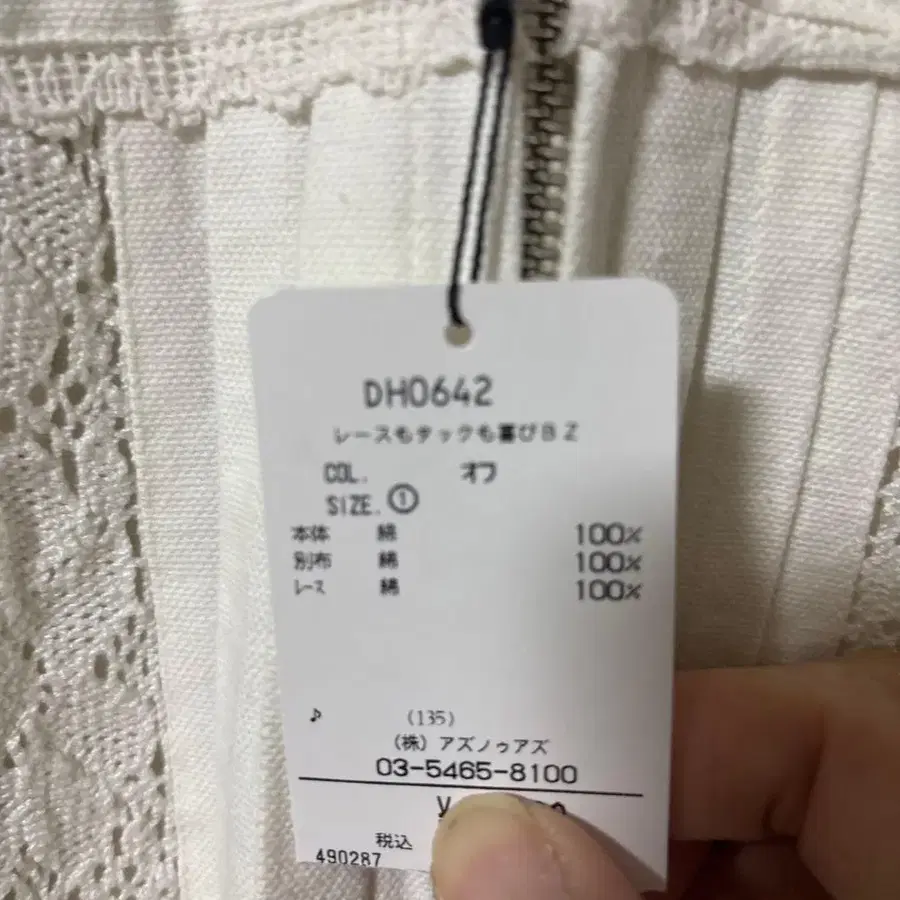 DH0642
レースもタックも喜びBZ
COL. オフ
SIZE. ①
本体 綿 100%
別布 綿 100%
レース 綿 100%
♪ (135)
(株) アズノゥアズ
03-5465-8100
¥
税込
490287